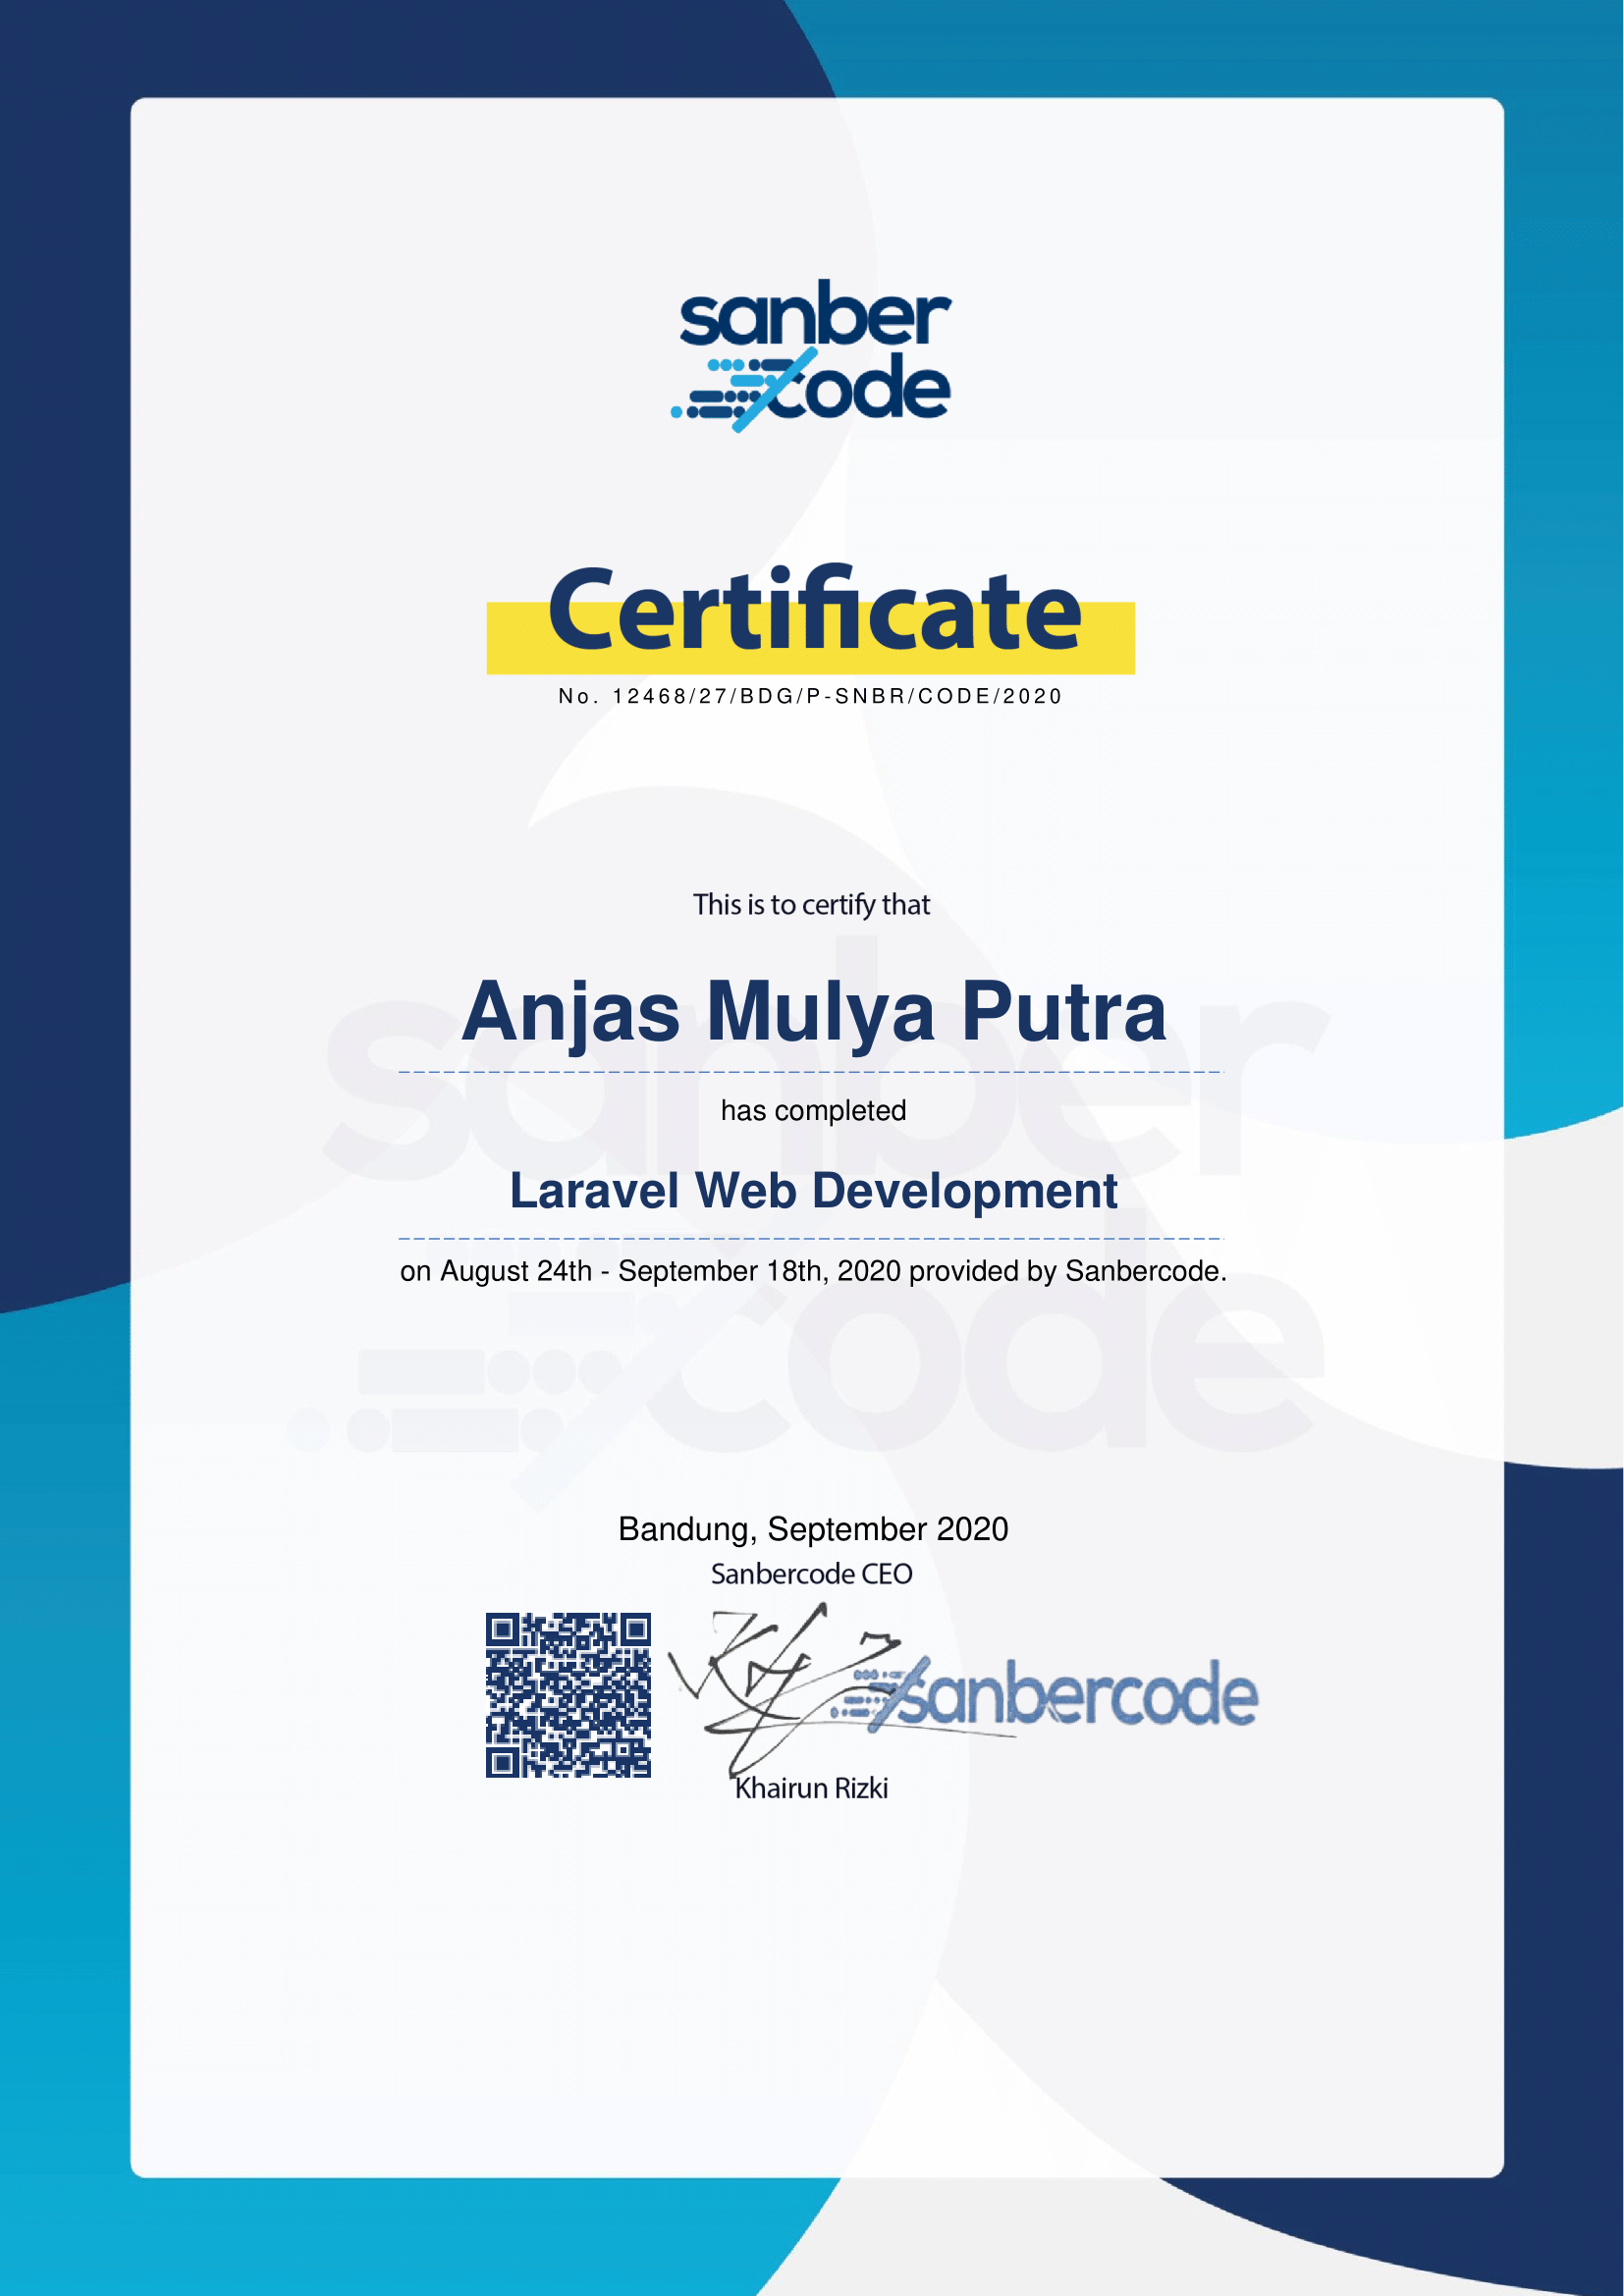 sanber
code
Certificate
No. 12468/27/BDG/P-SNBR/CODE/2020
This is to certify that
Anjas Mulya Putra
has completed
Laravel Web Development
on August 24th - September 18th, 2020 provided by Sanbercode.
sanber
code
Bandung, September 2020
Sanbercode CEO
sanbercode
Khairun Rizki